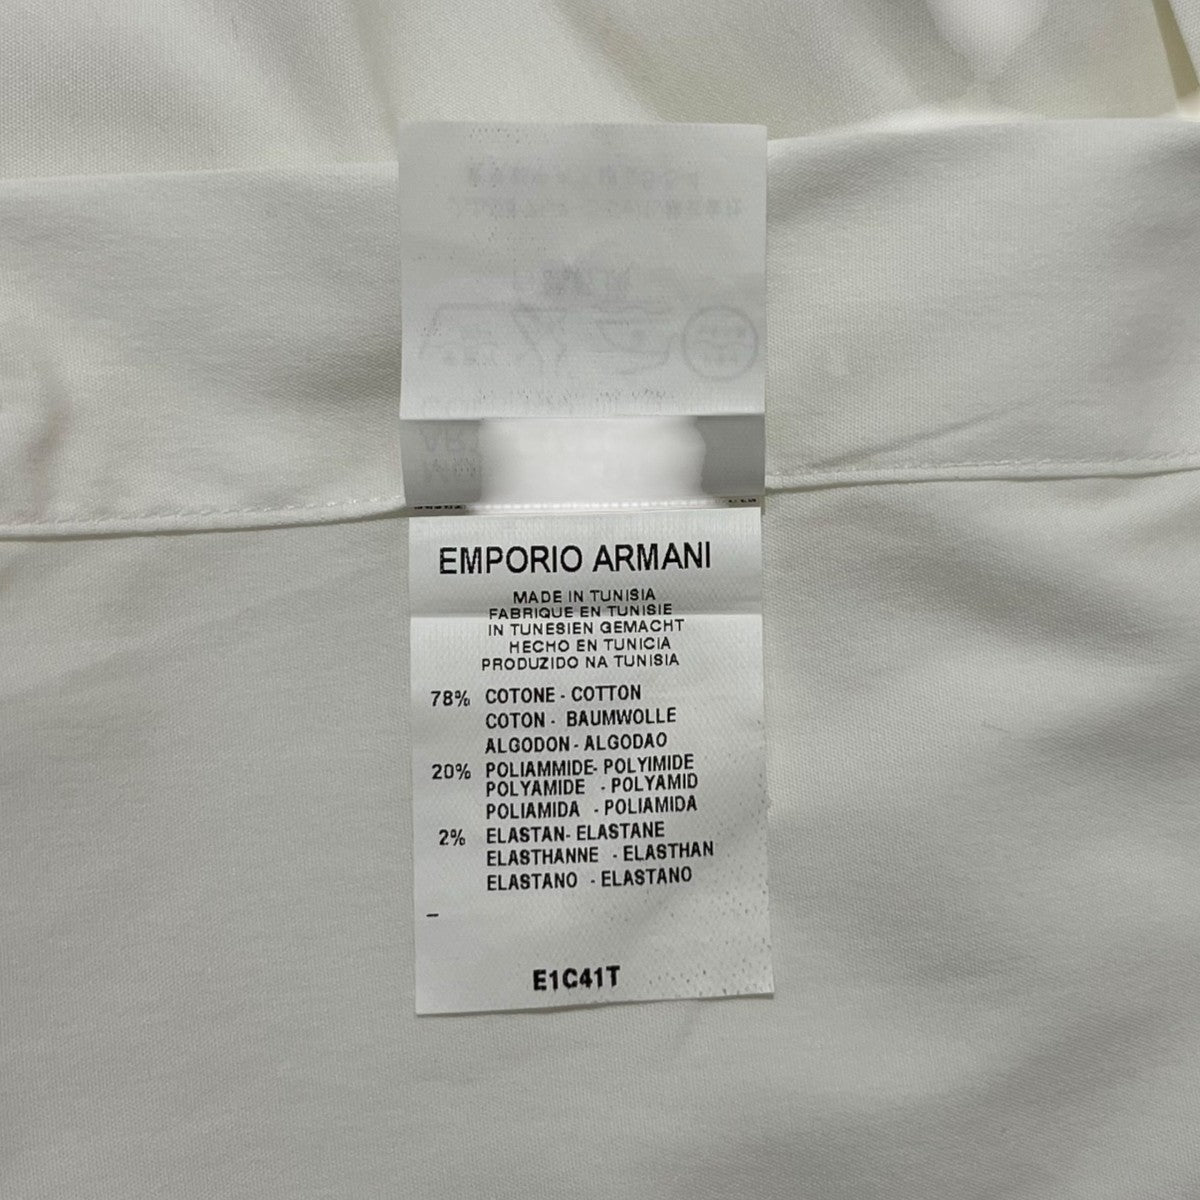 EMPORIO ARMANI
MADE IN TUNISIA
FABRIQUE EN TUNISIE
IN TUNESIEN GEMACHT
HECHO EN TUNICIA
PRODUZIDO NA TUNISIA
78% COTONE - COTTON
COTON - BAUMWOLLE
ALGODON - ALGODAO
20% POLIAMMIDE- POLYIMIDE
POLYAMIDE - POLYAMID
POLIAMIDA - POLIAMIDA
2% ELASTAN- ELASTANE
ELASTHANNE - ELASTHAN
ELASTANO - ELASTANO
-
E1C41T